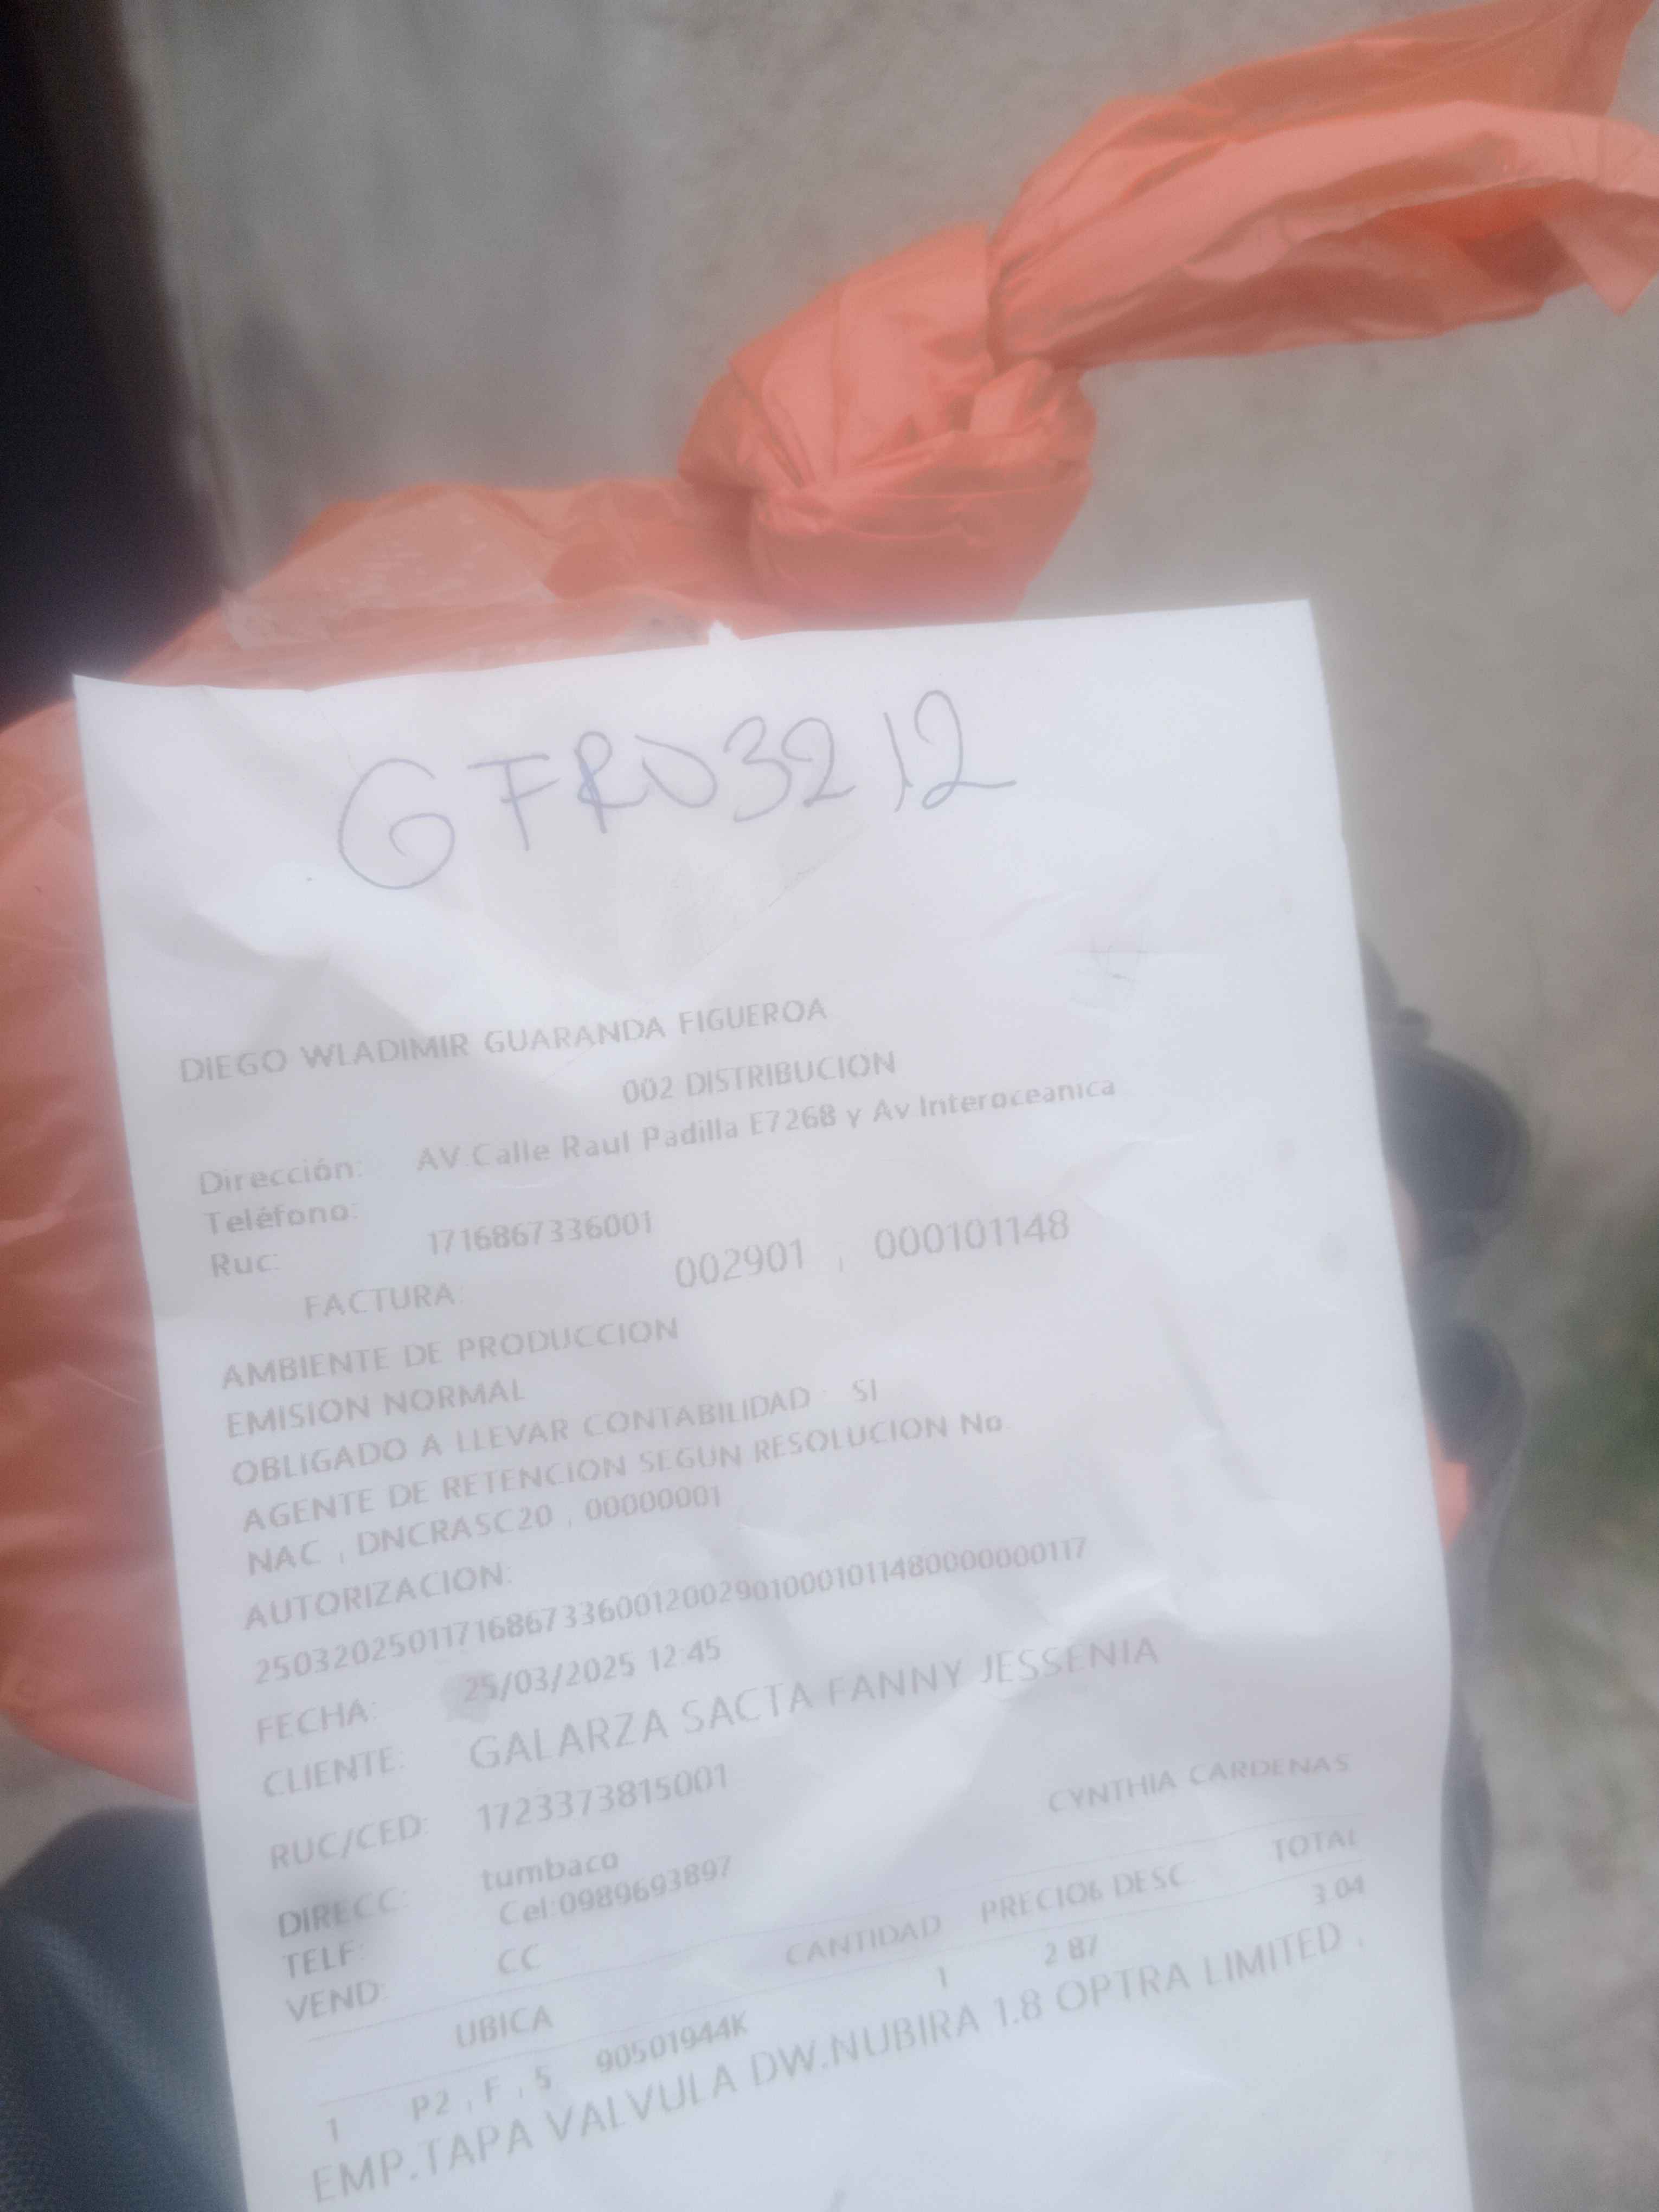 GFRD3212
DIEGO WLADIMIR GUARANDA FIGUEROA
002 DISTRIBUCION
Dirección: AV.Calle Raul Padilla E7268 y Av Interoceanica
Teléfono:
Ruc: 1716867336001
FACTURA: 002901 , 000101148
AMBIENTE DE PRODUCCION
EMISION NORMAL
OBLIGADO A LLEVAR CONTABILIDAD : SI
AGENTE DE RETENCION SEGUN RESOLUCION No.
NAC , DNCRASC20 , 00000001
AUTORIZACION:
2503202501171686733600120029010001011480000000117
FECHA: 25/03/2025 12:45
CLIENTE: GALARZA SACTA FANNY JESSENIA
RUC/CED: 1723373815001
DIRECC: tumbaco
TELF: Cel:0989693897
VEND: CC CYNTHIA CARDENAS
UBICA CANTIDAD PRECIO% DESC. TOTAL
1 P2 , F , 5 90501944K 1 2.87 3.04
EMP.TAPA VALVULA DW.NUBIRA 1.8 OPTRA LIMITED ,